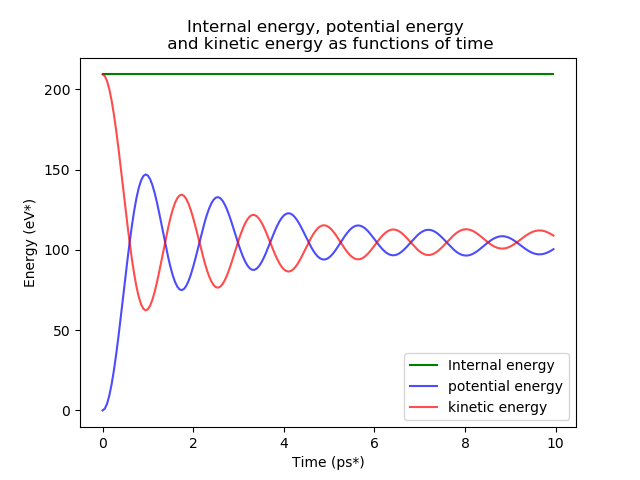 Internal energy, potential energy
and kinetic energy as functions of time
Energy (eV*)
200
150
100
50
0
0 2 4 6 8 10
Time (ps*)
Internal energy
potential energy
kinetic energy